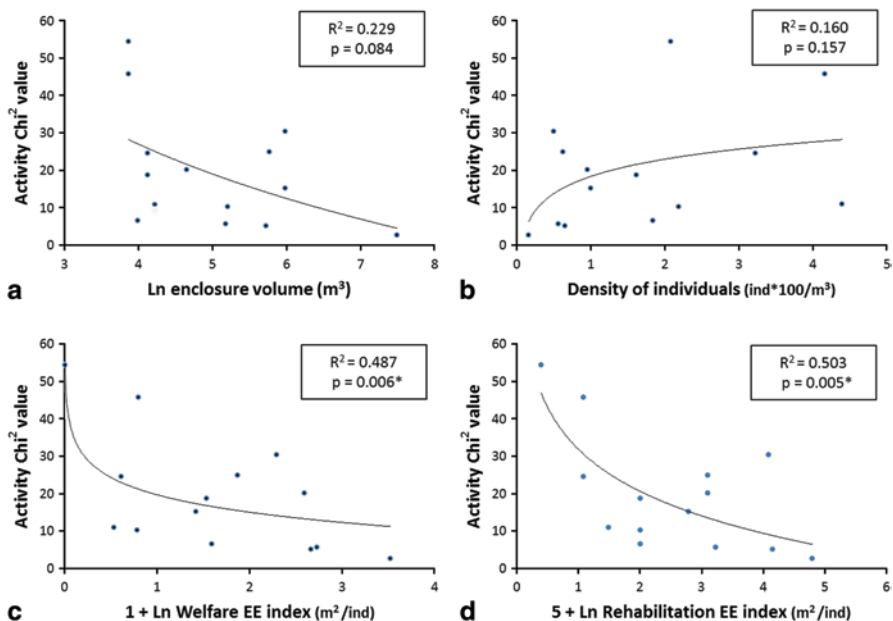 R² = 0.229
p = 0.084
60
50
40
30
20
10
0
Activity Chi² value
3 4 5 6 7 8
a Ln enclosure volume (m³)
R² = 0.160
p = 0.157
60
50
40
30
20
10
0
Activity Chi² value
0 1 2 3 4 5
b Density of individuals (ind*100/m³)
R² = 0.487
p = 0.006*
60
50
40
30
20
10
0
Activity Chi² value
0 1 2 3 4
c 1 + Ln Welfare EE index (m²/ind)
R² = 0.503
p = 0.005*
60
50
40
30
20
10
0
Activity Chi² value
0 1 2 3 4 5 6
d 5 + Ln Rehabilitation EE index (m²/ind)